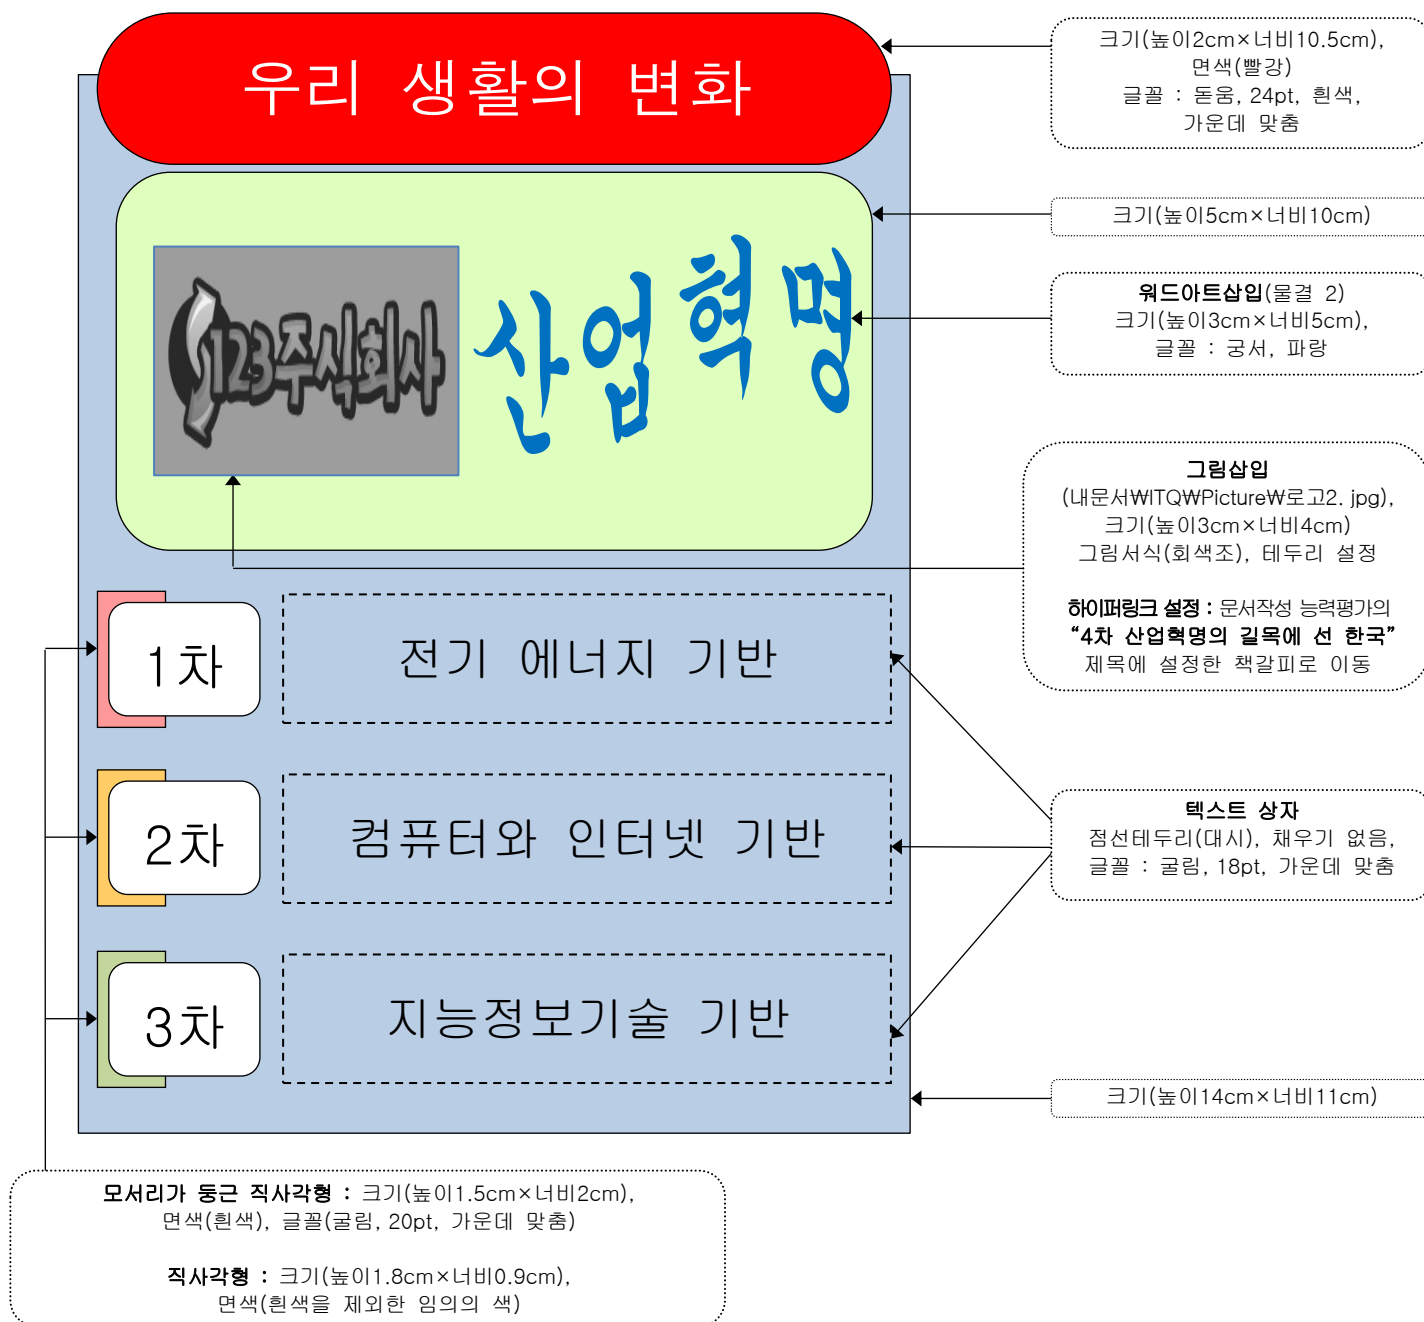 우리 생활의 변화
크기(높이2cm×너비10.5cm),
면색(빨강)
글꼴 : 돋움, 24pt, 흰색,
가운데 맞춤
크기(높이5cm×너비10cm)
123주식회사
산업혁명
워드아트삽입(물결 2)
크기(높이3cm×너비5cm),
글꼴 : 궁서, 파랑
그림삽입
(내문서₩ITQ₩Picture₩로고2. jpg),
크기(높이3cm×너비4cm)
그림서식(회색조), 테두리 설정
하이퍼링크 설정 : 문서작성 능력평가의
“4차 산업혁명의 길목에 선 한국”
제목에 설정한 책갈피로 이동
1차
전기 에너지 기반
2차
컴퓨터와 인터넷 기반
텍스트 상자
점선테두리(대시), 채우기 없음,
글꼴 : 굴림, 18pt, 가운데 맞춤
3차
지능정보기술 기반
크기(높이14cm×너비11cm)
모서리가 둥근 직사각형 : 크기(높이1.5cm×너비2cm),
면색(흰색), 글꼴(굴림, 20pt, 가운데 맞춤)
직사각형 : 크기(높이1.8cm×너비0.9cm),
면색(흰색을 제외한 임의의 색)